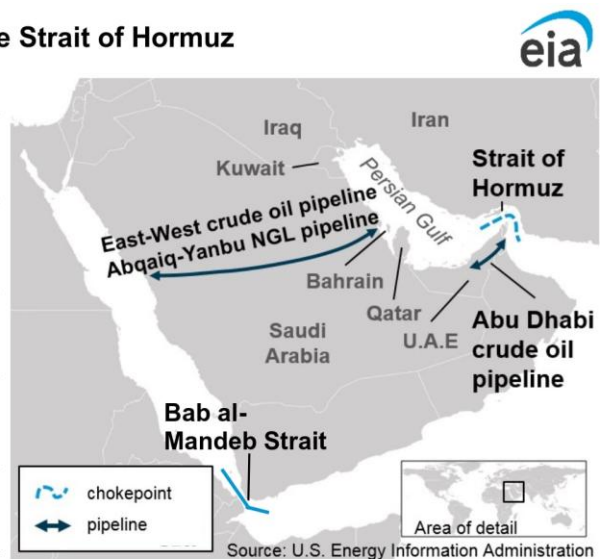 e Strait of Hormuz
eia
Iraq
Iran
Kuwait
Persian Gulf
Strait of
Hormuz
East-West crude oil pipeline
Abqaiq-Yanbu NGL pipeline
Bahrain
Qatar
U.A.E
Saudi
Arabia
Abu Dhabi
crude oil
pipeline
Bab al-
Mandeb Strait
chokepoint
pipeline
Area of detail
Source: U.S. Energy Information Administration